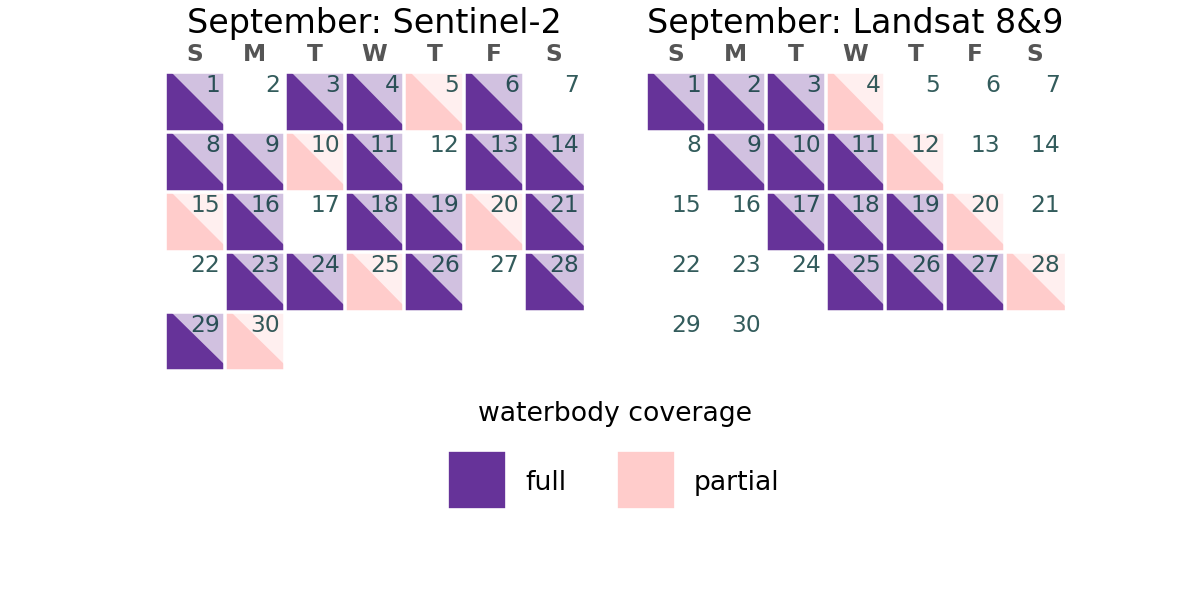 September: Sentinel-2
S M T W T F S
1 2 3 4 5 6 7
8 9 10 11 12 13 14
15 16 17 18 19 20 21
22 23 24 25 26 27 28
29 30
September: Landsat 8&9
S M T W T F S
1 2 3 4 5 6 7
8 9 10 11 12 13 14
15 16 17 18 19 20 21
22 23 24 25 26 27 28
29 30
waterbody coverage
full partial